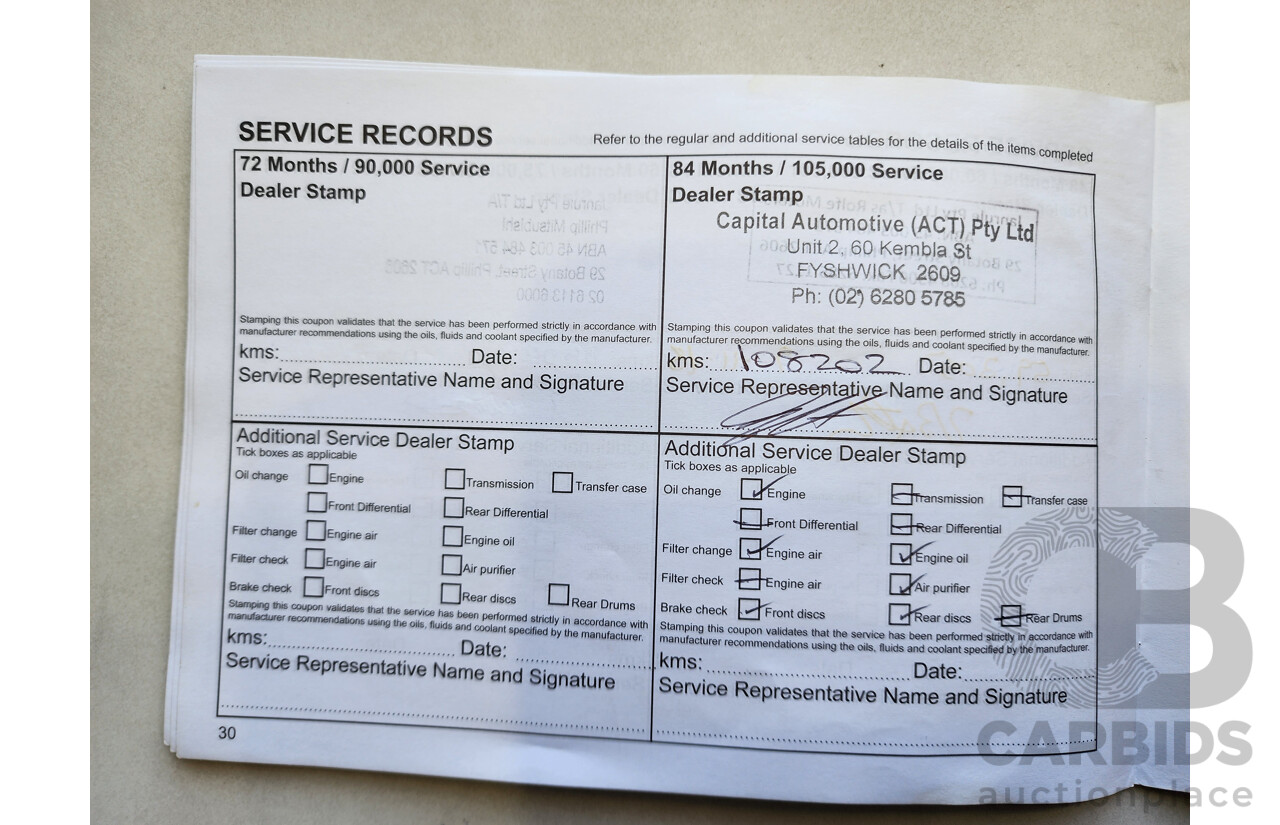 SERVICE RECORDS
Refer to the regular and additional service tables for the details of the items completed
72 Months / 90,000 Service
Dealer Stamp
Stamping this coupon validates that the service has been performed strictly in accordance with
manufacturer recommendations using the oils, fluids and coolant specified by the manufacturer.
kms: Date:
Service Representative Name and Signature
Additional Service Dealer Stamp
Tick boxes as applicable
Oil change Engine Transmission Transfer case
Front Differential Rear Differential
Filter change Engine air Engine oil
Filter check Engine air Air purifier
Brake check Front discs Rear discs Rear Drums
Stamping this coupon validates that the service has been performed strictly in accordance with
manufacturer recommendations using the oils, fluids and coolant specified by the manufacturer.
kms: Date:
Service Representative Name and Signature
30
84 Months / 105,000 Service
Dealer Stamp
Capital Automotive (ACT) Pty Ltd
Unit 2, 60 Kembla St
FYSHWICK 2609
Ph: (02) 6280 5785
Stamping this coupon validates that the service has been performed strictly in accordance with
manufacturer recommendations using the oils, fluids and coolant specified by the manufacturer.
kms: 108202 Date:
Service Representative Name and Signature
Additional Service Dealer Stamp
Tick boxes as applicable
Oil change Engine Transmission Transfer case
Front Differential Rear Differential
Filter change Engine air Engine oil
Filter check Engine air Air purifier
Brake check Front discs Rear discs Rear Drums
Stamping this coupon validates that the service has been performed strictly in accordance with
manufacturer recommendations using the oils, fluids and coolant specified by the manufacturer.
kms: Date:
Service Representative Name and Signature
CARBIDS
auctionplace